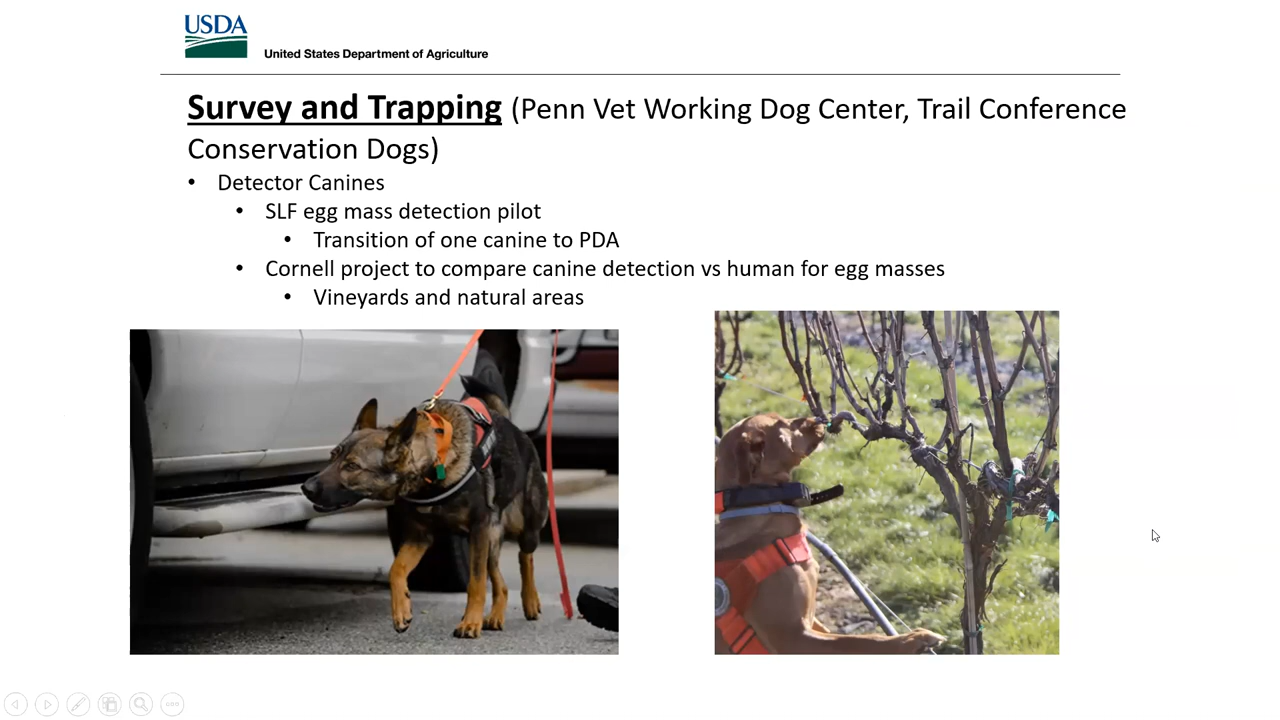 USDA
United States Department of Agriculture
Survey and Trapping (Penn Vet Working Dog Center, Trail Conference
Conservation Dogs)
• Detector Canines
• SLF egg mass detection pilot
• Transition of one canine to PDA
• Cornell project to compare canine detection vs human for egg masses
• Vineyards and natural areas